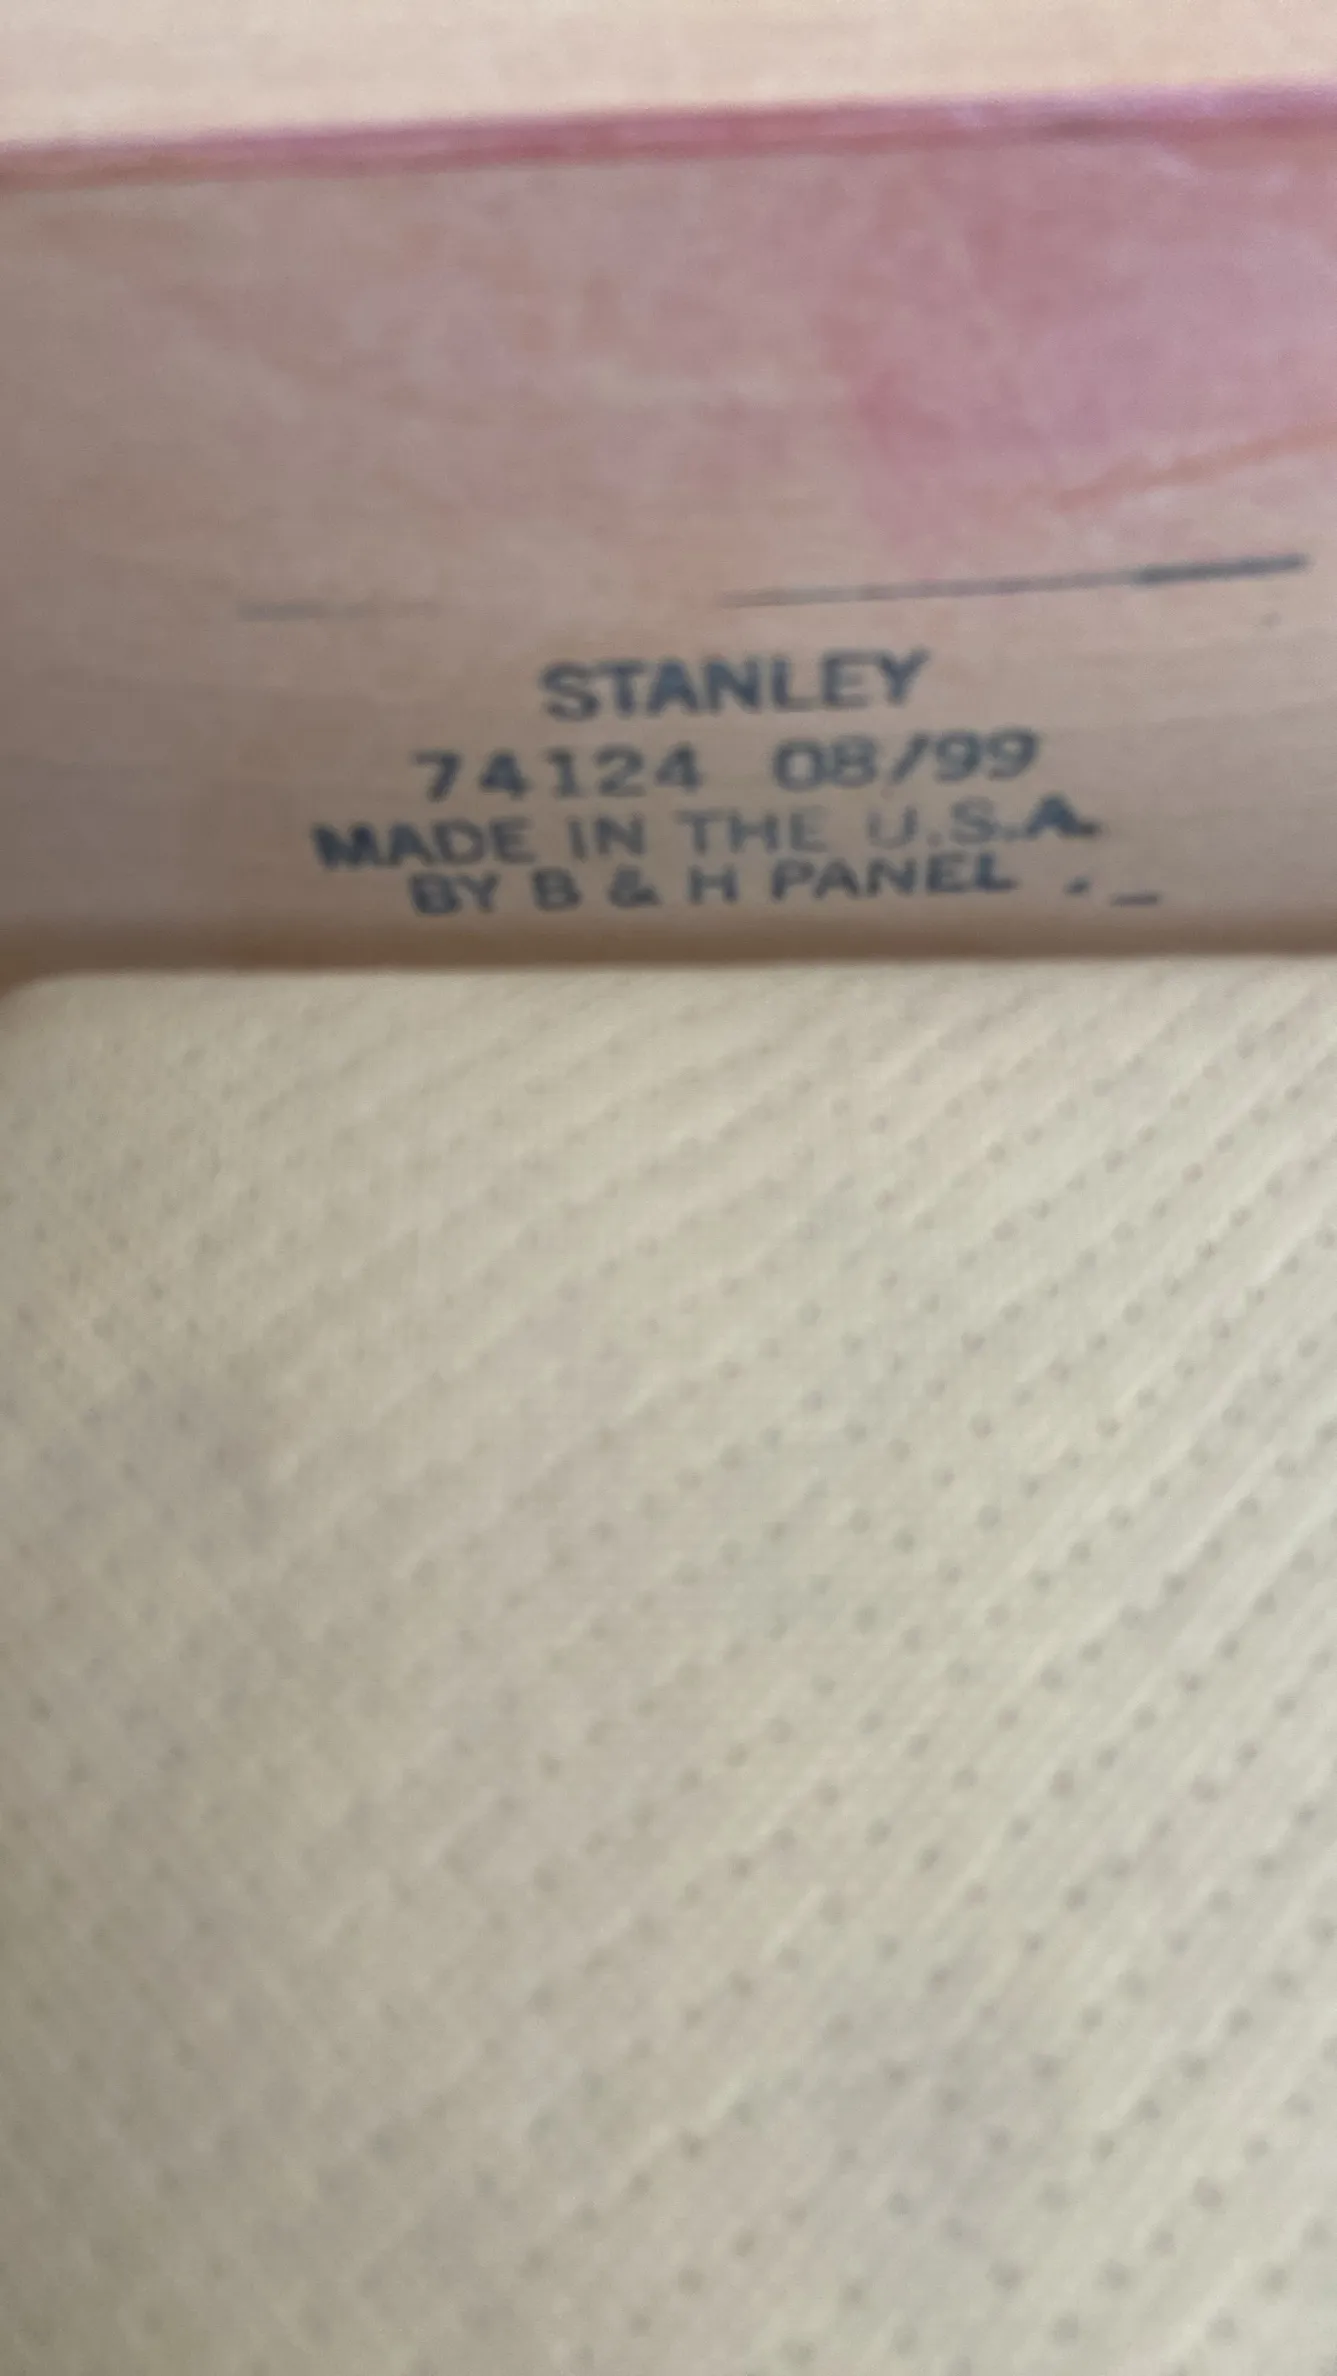 STANLEY
74124 08/99
MADE IN THE U.S.A.
BY B & H PANEL . _